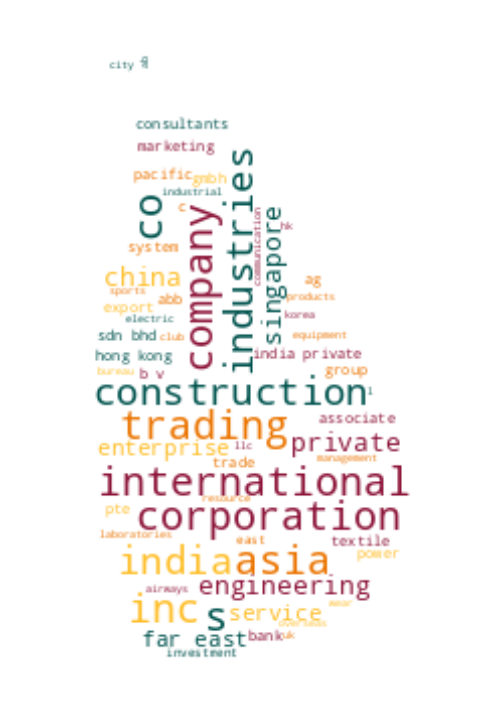 city
consultants
marketing
pacific gmbh
industrial
co
c
company
industries
communication
singapore
hk
system
china
ag
sports
abb
products
export
korea
electric
sdn bhd club
equipment
hong kong
india private
bureau b v
group
construction l
trading
associate
enterprise llc
private
trade
management
international
resource
pte
corporation
laboratories
east
textile
india asia
power
airways
engineering
wear
inc s service
overseas
far east bank uk
investment